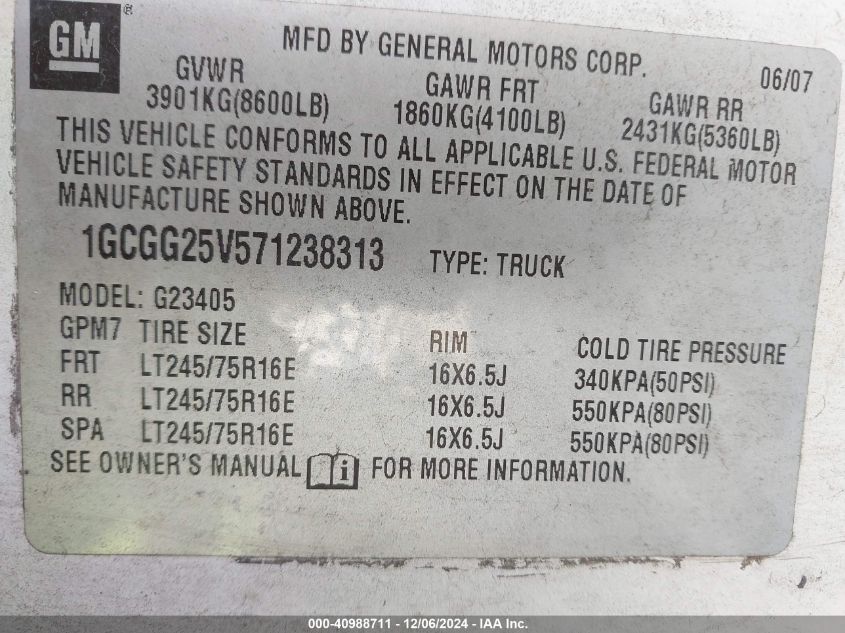 GM ®
MFD BY GENERAL MOTORS CORP.
06/07
GVWR
3901KG(8600LB)
GAWR FRT
1860KG(4100LB)
GAWR RR
2431KG(5360LB)
THIS VEHICLE CONFORMS TO ALL APPLICABLE U.S. FEDERAL MOTOR
VEHICLE SAFETY STANDARDS IN EFFECT ON THE DATE OF
MANUFACTURE SHOWN ABOVE.
1GCGG25V571238313 TYPE: TRUCK
MODEL: G23405
GPM7 TIRE SIZE RIM COLD TIRE PRESSURE
FRT LT245/75R16E 16X6.5J 340KPA(50PSI)
RR LT245/75R16E 16X6.5J 550KPA(80PSI)
SPA LT245/75R16E 16X6.5J 550KPA(80PSI)
SEE OWNER'S MANUAL i FOR MORE INFORMATION.
000-40988711 - 12/06/2024 - IAA Inc.